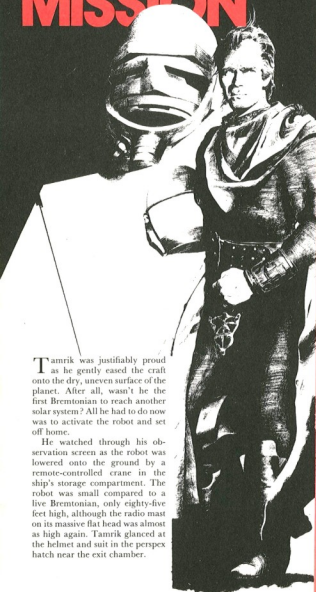 MISSION
Tamrik was justifiably proud
as he gently eased the craft
onto the dry, uneven surface of the
planet. After all, wasn't he the
first Bremtonian to reach another
solar system? All he had to do now
was to activate the robot and set
off home.
He watched through his ob-
servation screen as the robot was
lowered onto the ground by a
remote-controlled crane in the
ship's storage compartment. The
robot was small compared to a
live Bremtonian, only eighty-five
feet high, although the radio mast
on its massive flat head was almost
as high again. Tamrik glanced at
the helmet and suit in the perspex
hatch near the exit chamber.